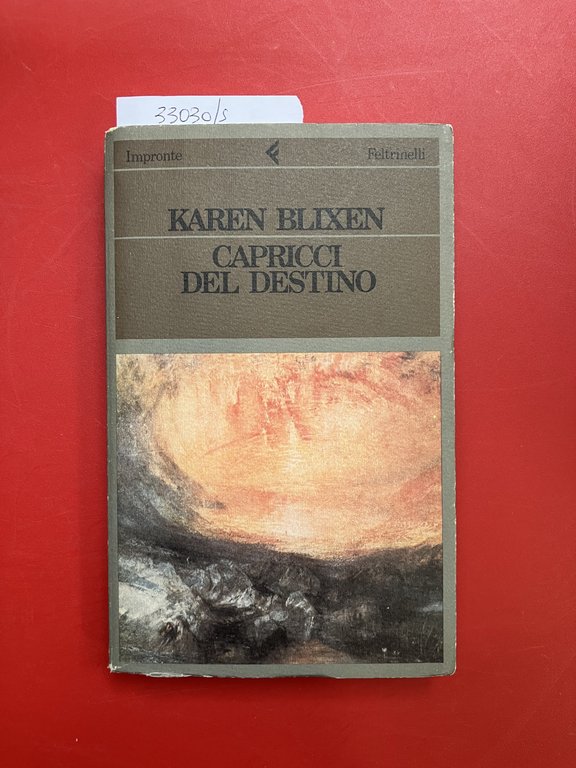 33030/s
Impronte Feltrinelli
KAREN BLIXEN
CAPRICCI
DEL DESTINO